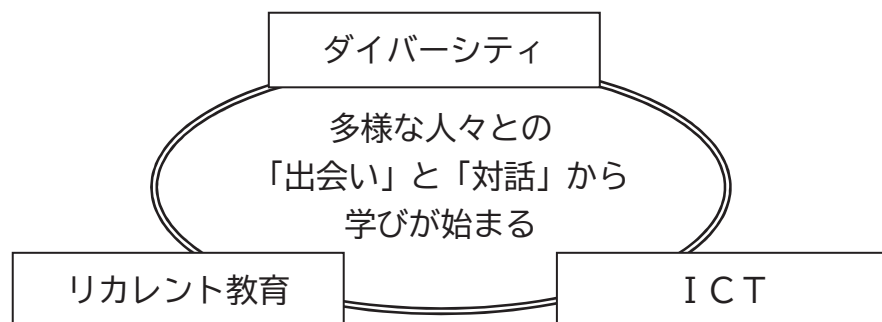 ダイバーシティ
多様な人々との
「出会い」と「対話」から
学びが始まる
リカレント教育
ＩＣＴ